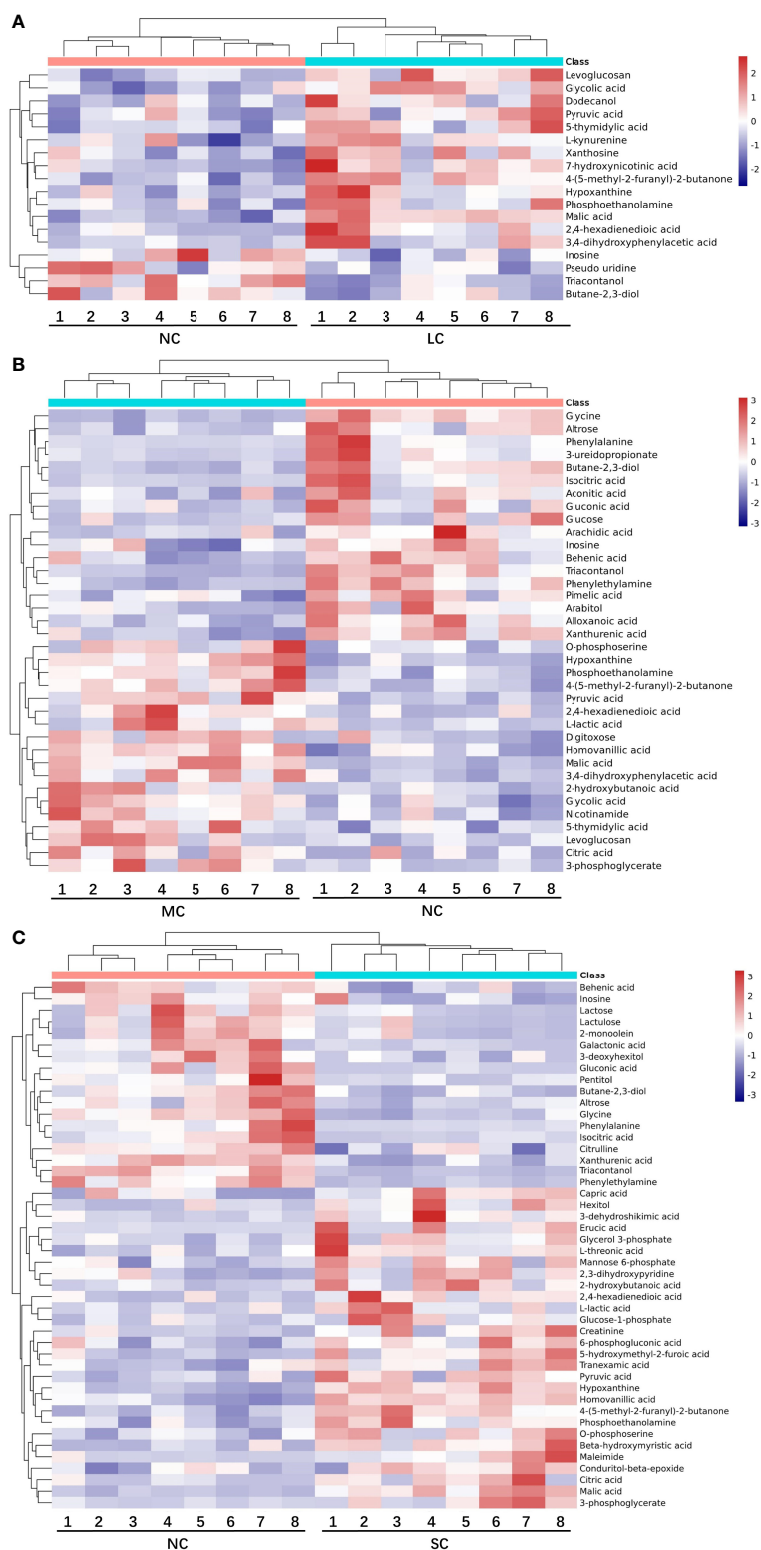 A
Class
Levoglucosan
Glycolic acid
Dodecanol
Pyruvic acid
5-thymidylic acid
L-kynurenine
Xanthosine
7-hydroxynicotinic acid
4-(5-methyl-2-furanyl)-2-butanone
Hypoxanthine
Phosphoethanolamine
Malic acid
2,4-hexadienedioic acid
3,4-dihydroxyphenylacetic acid
Inosine
Pseudo uridine
Triacontanol
Butane-2,3-diol
2
1
0
-1
-2
1 2 3 4 5 6 7 8 1 2 3 4 5 6 7 8
NC LC
B
Class
Glycine
Altrose
Phenylalanine
3-ureidopropionate
Butane-2,3-diol
Isocitric acid
Aconitic acid
Guconic acid
Gucose
Arachidic acid
Inosine
Behenic acid
Triacontanol
Phenylethylamine
Pimelic acid
Arabitol
Alloxanoic acid
Xanthurenic acid
O-phosphoserine
Hypoxanthine
Phosphoethanolamine
4-(5-methyl-2-furanyl)-2-butanone
Pyruvic acid
2,4-hexadienedioic acid
L-lactic acid
Digitoxose
Homovanillic acid
Malic acid
3,4-dihydroxyphenylacetic acid
2-hydroxybutanoic acid
Glycolic acid
Nicotinamide
5-thymidylic acid
Levoglucosan
Citric acid
3-phosphoglycerate
3
2
1
0
-1
-2
-3
1 2 3 4 5 6 7 8 1 2 3 4 5 6 7 8
MC NC
C
Class
Behenic acid
Inosine
Lactose
Lactulose
2-monoolein
Galactonic acid
3-deoxyhexitol
Gluconic acid
Pentitol
Butane-2,3-diol
Altrose
Glycine
Phenylalanine
Isocitric acid
Citrulline
Xanthurenic acid
Triacontanol
Phenylethylamine
Capric acid
Hexitol
3-dehydroshikimic acid
Erucic acid
Glycerol 3-phosphate
L-threonic acid
Mannose 6-phosphate
2,3-dihydroxypyridine
2-hydroxybutanoic acid
2,4-hexadienedioic acid
L-lactic acid
Glucose-1-phosphate
Creatinine
6-phosphogluconic acid
5-hydroxymethyl-2-furoic acid
Tranexamic acid
Pyruvic acid
Hypoxanthine
Homovanillic acid
4-(5-methyl-2-furanyl)-2-butanone
Phosphoethanolamine
O-phosphoserine
Beta-hydroxymyristic acid
Maleimide
Conduritol-beta-epoxide
Citric acid
Malic acid
3-phosphoglycerate
3
2
1
0
-1
-2
-3
1 2 3 4 5 6 7 8 1 2 3 4 5 6 7 8
NC SC